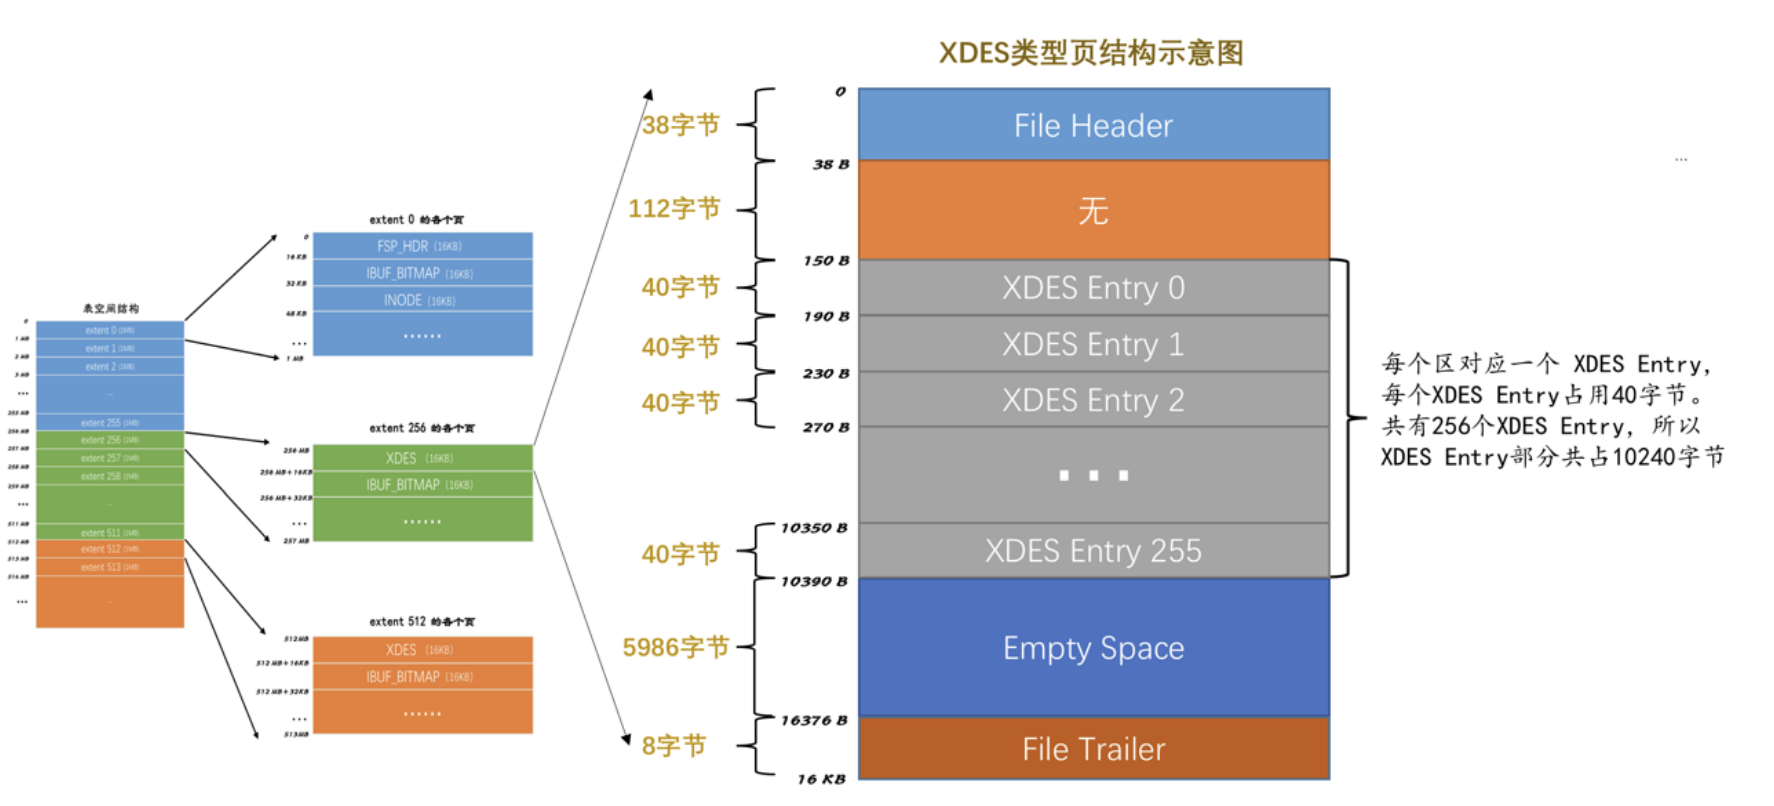 XDES类型页结构示意图
表空间结构
0
extent 0 (1MB)
1 MB
extent 1 (1MB)
2 MB
extent 2 (1MB)
3 MB
...
...
255 MB
extent 255 (1MB)
256 MB
extent 256 (1MB)
257 MB
extent 257 (1MB)
258 MB
extent 258 (1MB)
259 MB
...
...
511 MB
extent 511 (1MB)
512 MB
extent 512 (1MB)
513 MB
extent 513 (1MB)
514 MB
...
...
extent 0 的各个页
0
FSP_HDR (16KB)
16 KB
IBUF_BITMAP (16KB)
32 KB
INODE (16KB)
48 KB
......
...
1 MB
extent 256 的各个页
256 MB
XDES (16KB)
256 MB+16KB
IBUF_BITMAP (16KB)
256 MB+32KB
......
...
257 MB
extent 512 的各个页
512MB
XDES (16KB)
512 MB+16KB
IBUF_BITMAP (16KB)
512 MB+32KB
......
...
513MB
0
38字节
File Header
38 B
112字节
无
150 B
40字节
XDES Entry 0
190 B
40字节
XDES Entry 1
230 B
40字节
XDES Entry 2
270 B
...
10350 B
40字节
XDES Entry 255
10390 B
5986字节
Empty Space
16376 B
8字节
File Trailer
16 KB
...
每个区对应一个 XDES Entry,
每个XDES Entry占用40字节。
共有256个XDES Entry, 所以
XDES Entry部分共占10240字节